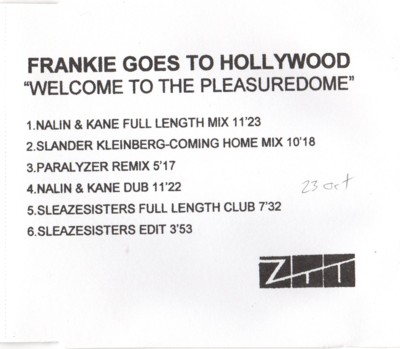 FRANKIE GOES TO HOLLYWOOD
“WELCOME TO THE PLEASUREDOME”
1.NALIN & KANE FULL LENGTH MIX 11’23
2.SLANDER KLEINBERG-COMING HOME MIX 10’18
3.PARALYZER REMIX 5’17
4.NALIN & KANE DUB 11’22
23 oct
5.SLEAZESISTERS FULL LENGTH CLUB 7’32
6.SLEAZESISTERS EDIT 3’53
ZTT